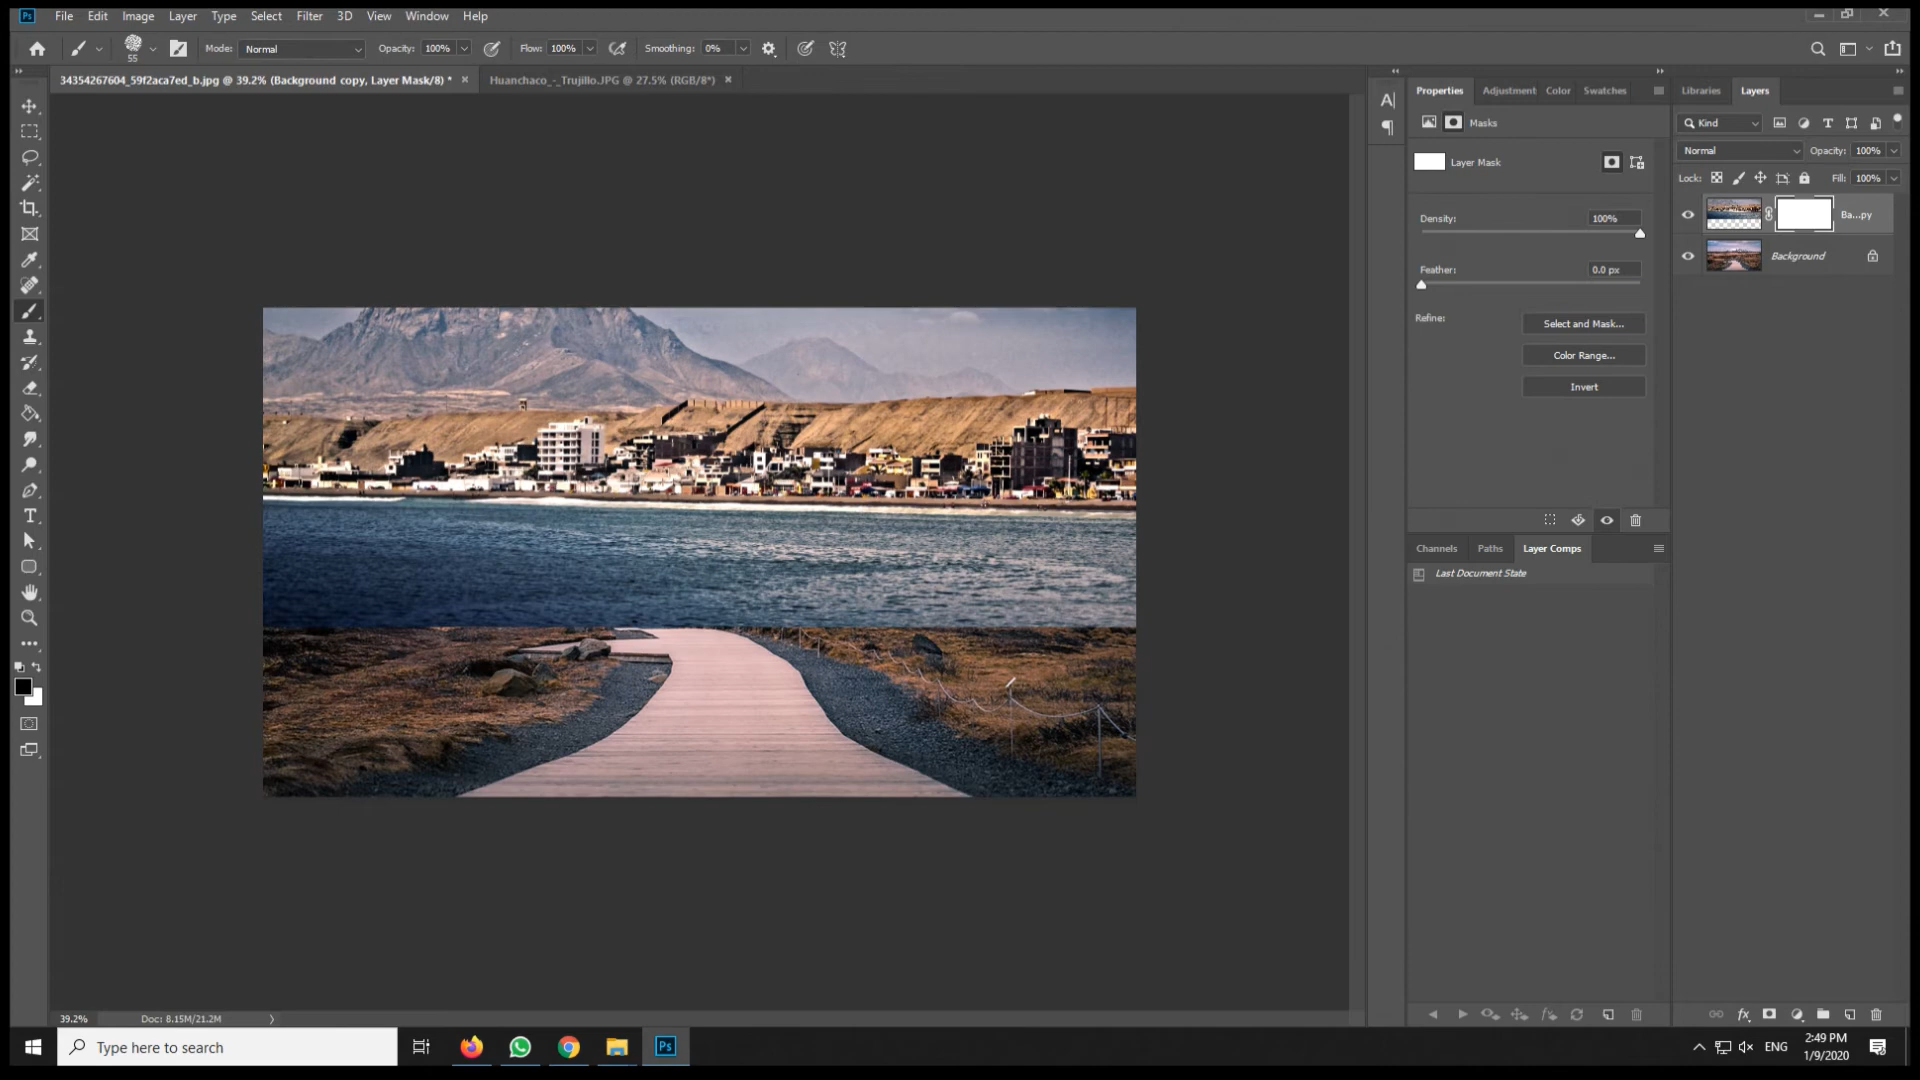 Ps File Edit Image Layer Type Select Filter 3D View Window Help
55 Mode: Normal Opacity: 100% Flow: 100% Smoothing: 0%
34354267604_59f2aca7ed_b.jpg @ 39.2% (Background copy, Layer Mask/8) * Huanchaco_-_Trujillo.JPG @ 27.5% (RGB/8*)
Properties Adjustment Color Swatches
Masks
Layer Mask
Density: 100%
Feather: 0.0 px
Refine: Select and Mask...
Color Range...
Invert
Channels Paths Layer Comps
Last Document State
Libraries Layers
Kind
Normal Opacity: 100%
Lock: Fill: 100%
Ba...py
Background
39.2% Doc: 8.15M/21.2M
Type here to search
Ps
ENG
2:49 PM
1/9/2020